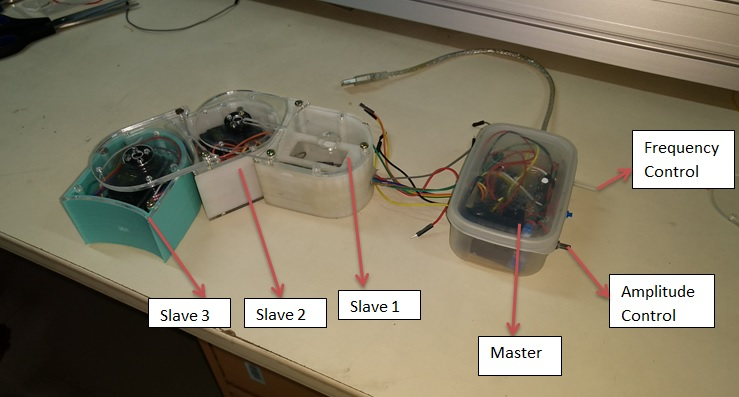 Frequency
Control
Amplitude
Control
Slave 3
Slave 2
Slave 1
Master